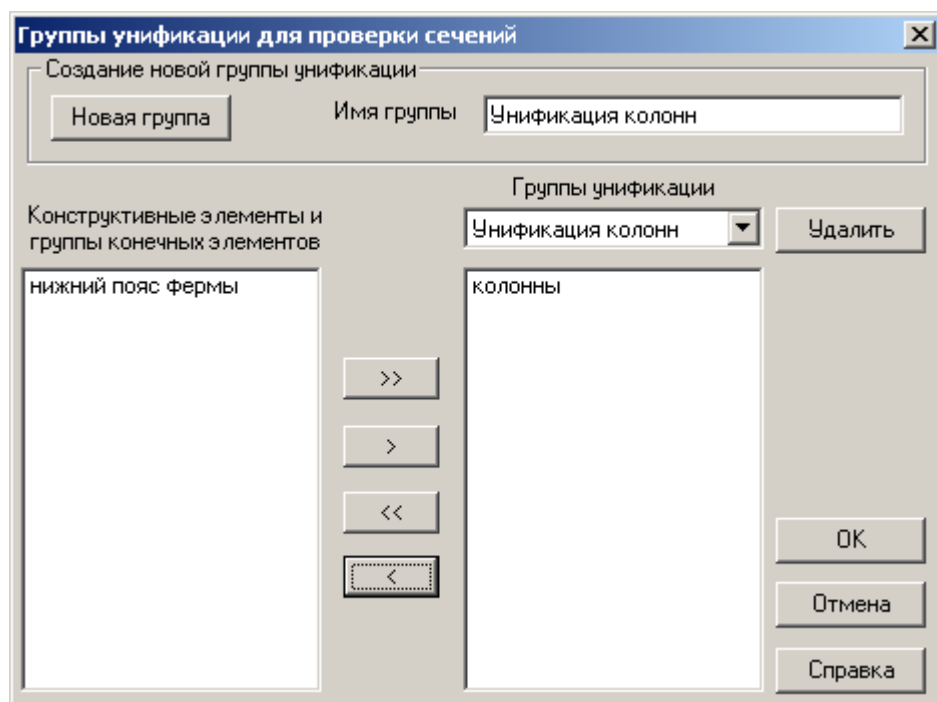 Группы унификации для проверки сечений
Создание новой группы унификации
Новая группа
Имя группы
Унификация колонн
Группы унификации
Конструктивные элементы и
группы конечных элементов
Унификация колонн
Удалить
нижний пояс фермы
колонны
>>
>
<<
<
OK
Отмена
Справка